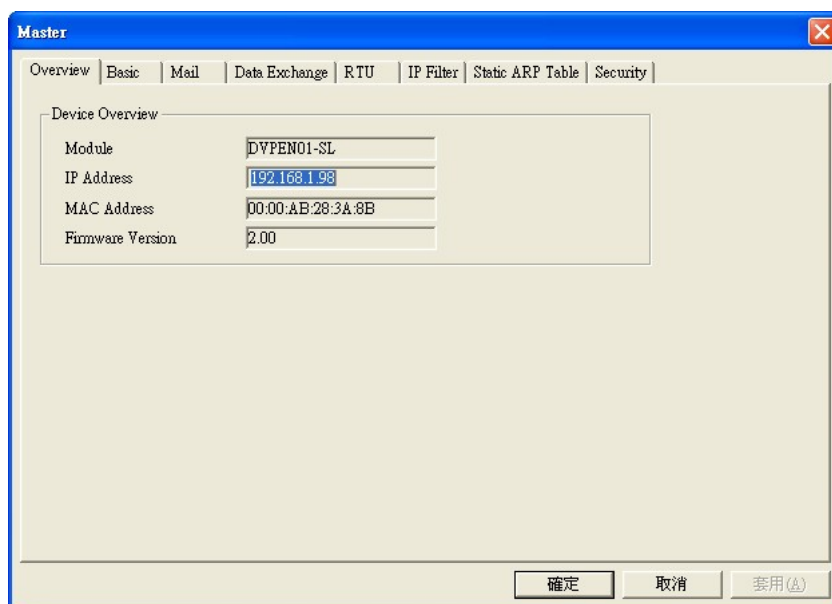 Master
Overview Basic Mail Data Exchange RTU IP Filter Static ARP Table Security
Device Overview
Module DVPEN01-SL
IP Address 192.168.1.98
MAC Address 00:00:AB:28:3A:8B
Firmware Version 2.00
確定 取消 套用(A)